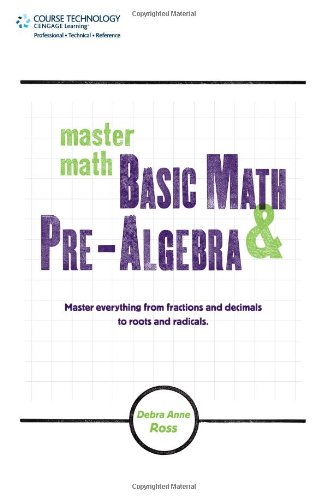 COURSE TECHNOLOGY
CENGAGE Learning™
Professional • Technical • Reference
master
math
BASIC MATH
&
PRE-ALGEBRA
Master everything from fractions and decimals
to roots and radicals.
Debra Anne
Ross